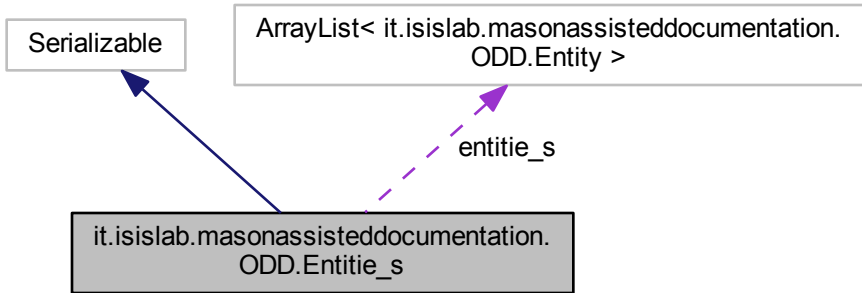 Serializable
ArrayList< it.isislab.masonassisteddocumentation.
ODD.Entity >
entitie_s
it.isislab.masonassisteddocumentation.
ODD.Entitie_s